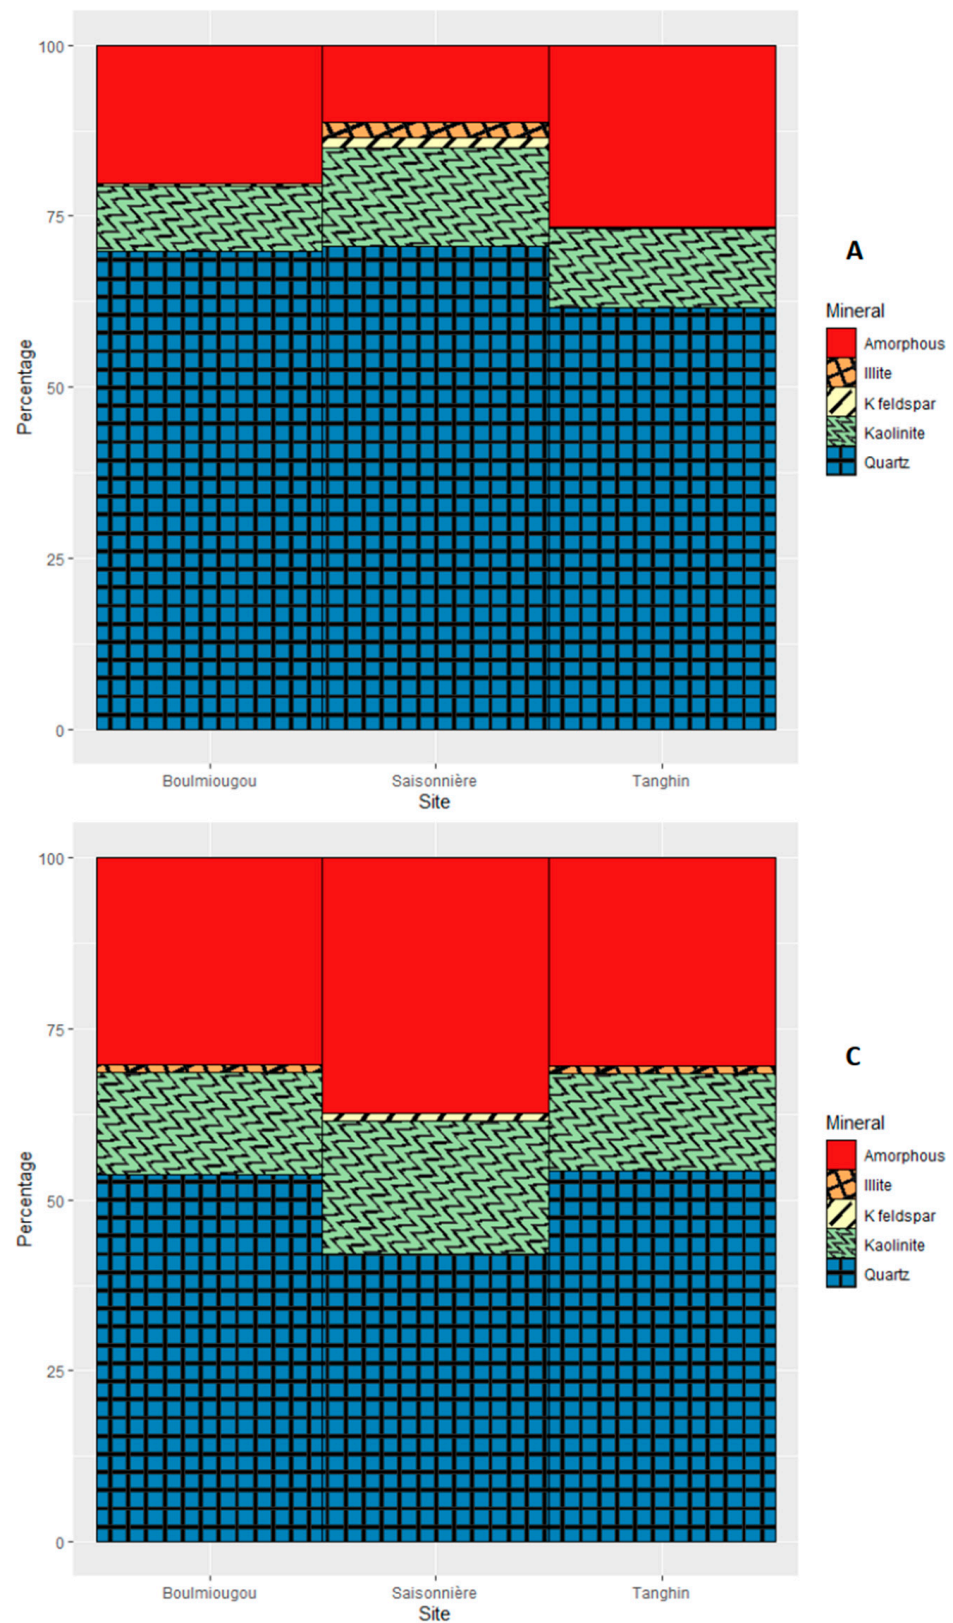 100
75
50
25
0
Percentage
Boulmiougou
Saisonnière
Tanghin
Site
A
Mineral
Amorphous
Illite
K feldspar
Kaolinite
Quartz
100
75
50
25
0
Percentage
Boulmiougou
Saisonnière
Tanghin
Site
C
Mineral
Amorphous
Illite
K feldspar
Kaolinite
Quartz